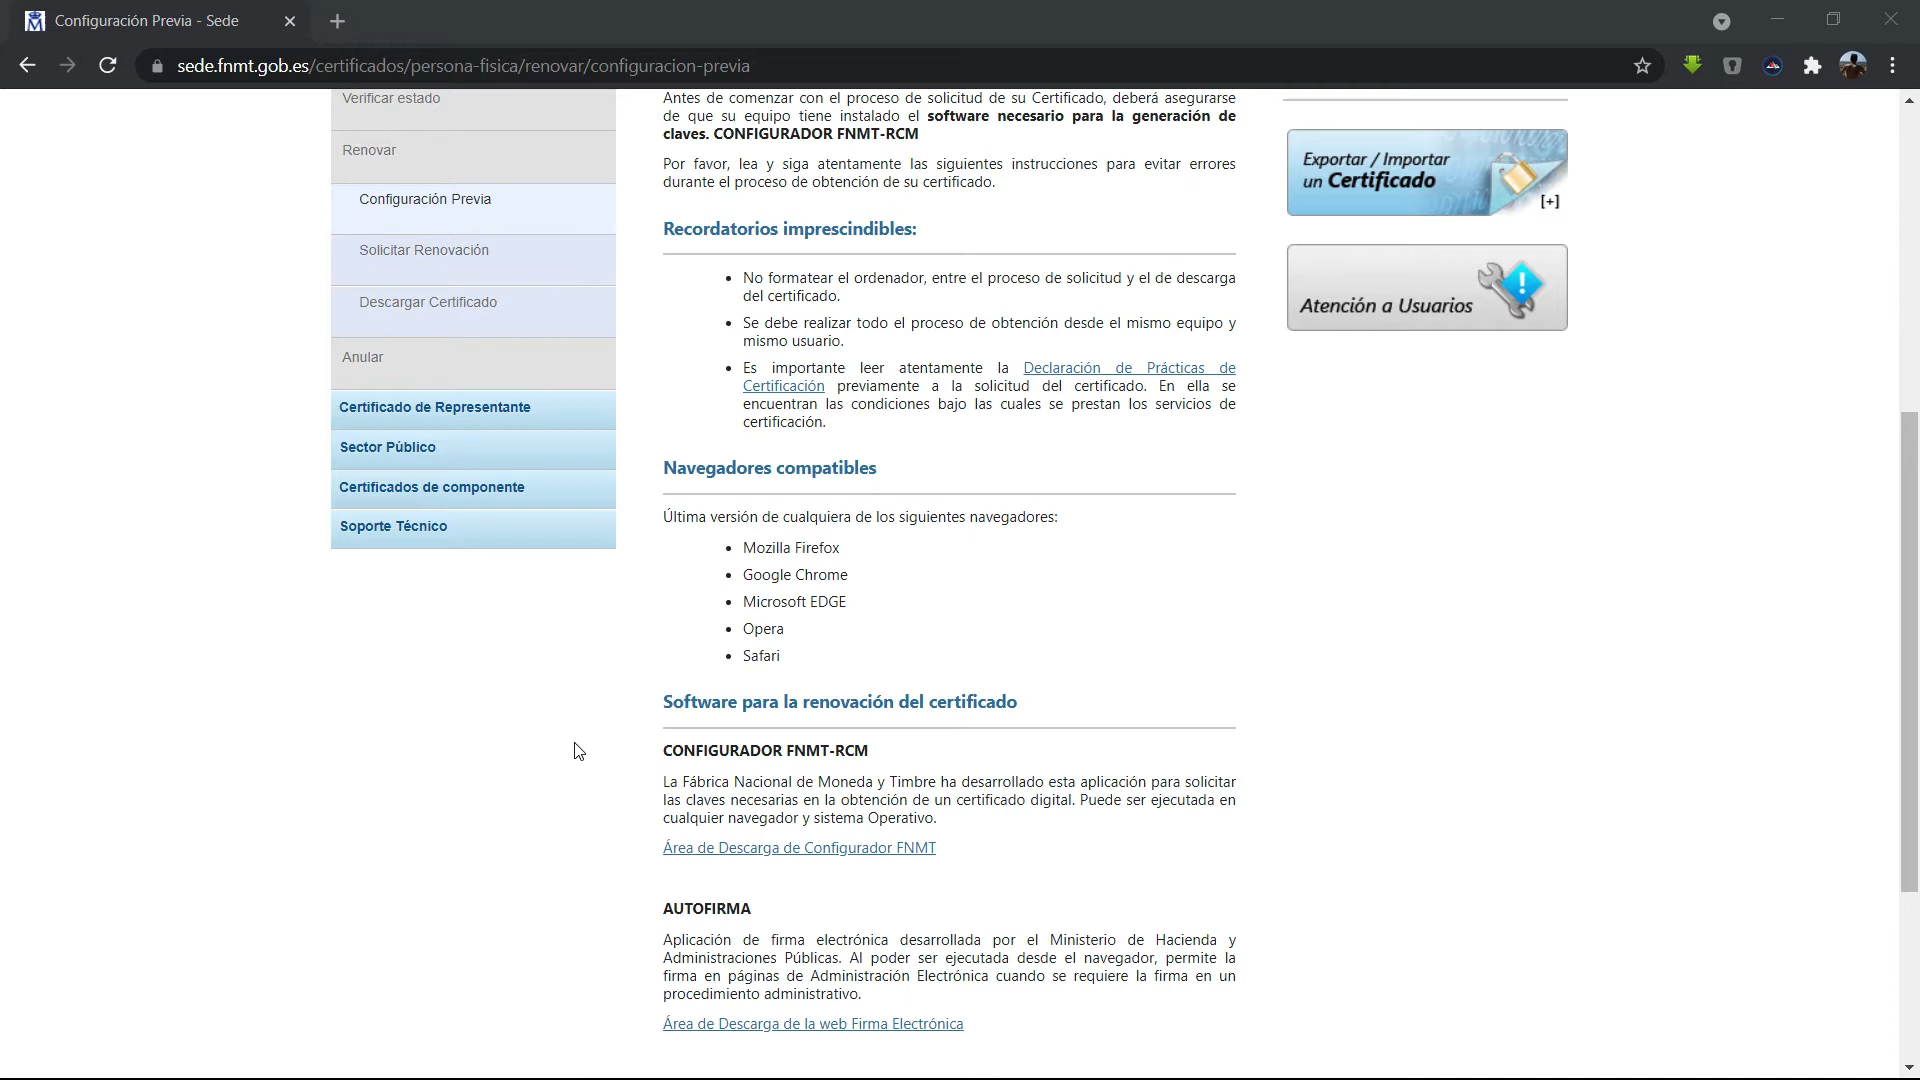 Configuración Previa - Sede
sede.fnmt.gob.es/certificados/persona-fisica/renovar/configuracion-previa
Verificar estado
Renovar
Configuración Previa
Solicitar Renovación
Descargar Certificado
Anular
Certificado de Representante
Sector Público
Certificados de componente
Soporte Técnico
Antes de comenzar con el proceso de solicitud de su Certificado, deberá asegurarse
de que su equipo tiene instalado el software necesario para la generación de
claves. CONFIGURADOR FNMT-RCM
Por favor, lea y siga atentamente las siguientes instrucciones para evitar errores
durante el proceso de obtención de su certificado.
Recordatorios imprescindibles:
• No formatear el ordenador, entre el proceso de solicitud y el de descarga
del certificado.
• Se debe realizar todo el proceso de obtención desde el mismo equipo y
mismo usuario.
• Es importante leer atentamente la Declaración de Prácticas de
Certificación previamente a la solicitud del certificado. En ella se
encuentran las condiciones bajo las cuales se prestan los servicios de
certificación.
Navegadores compatibles
Última versión de cualquiera de los siguientes navegadores:
• Mozilla Firefox
• Google Chrome
• Microsoft EDGE
• Opera
• Safari
Software para la renovación del certificado
CONFIGURADOR FNMT-RCM
La Fábrica Nacional de Moneda y Timbre ha desarrollado esta aplicación para solicitar
las claves necesarias en la obtención de un certificado digital. Puede ser ejecutada en
cualquier navegador y sistema Operativo.
Área de Descarga de Configurador FNMT
AUTOFIRMA
Aplicación de firma electrónica desarrollada por el Ministerio de Hacienda y
Administraciones Públicas. Al poder ser ejecutada desde el navegador, permite la
firma en páginas de Administración Electrónica cuando se requiere la firma en un
procedimiento administrativo.
Área de Descarga de la web Firma Electrónica
Exportar / Importar
un Certificado
[+]
Atención a Usuarios